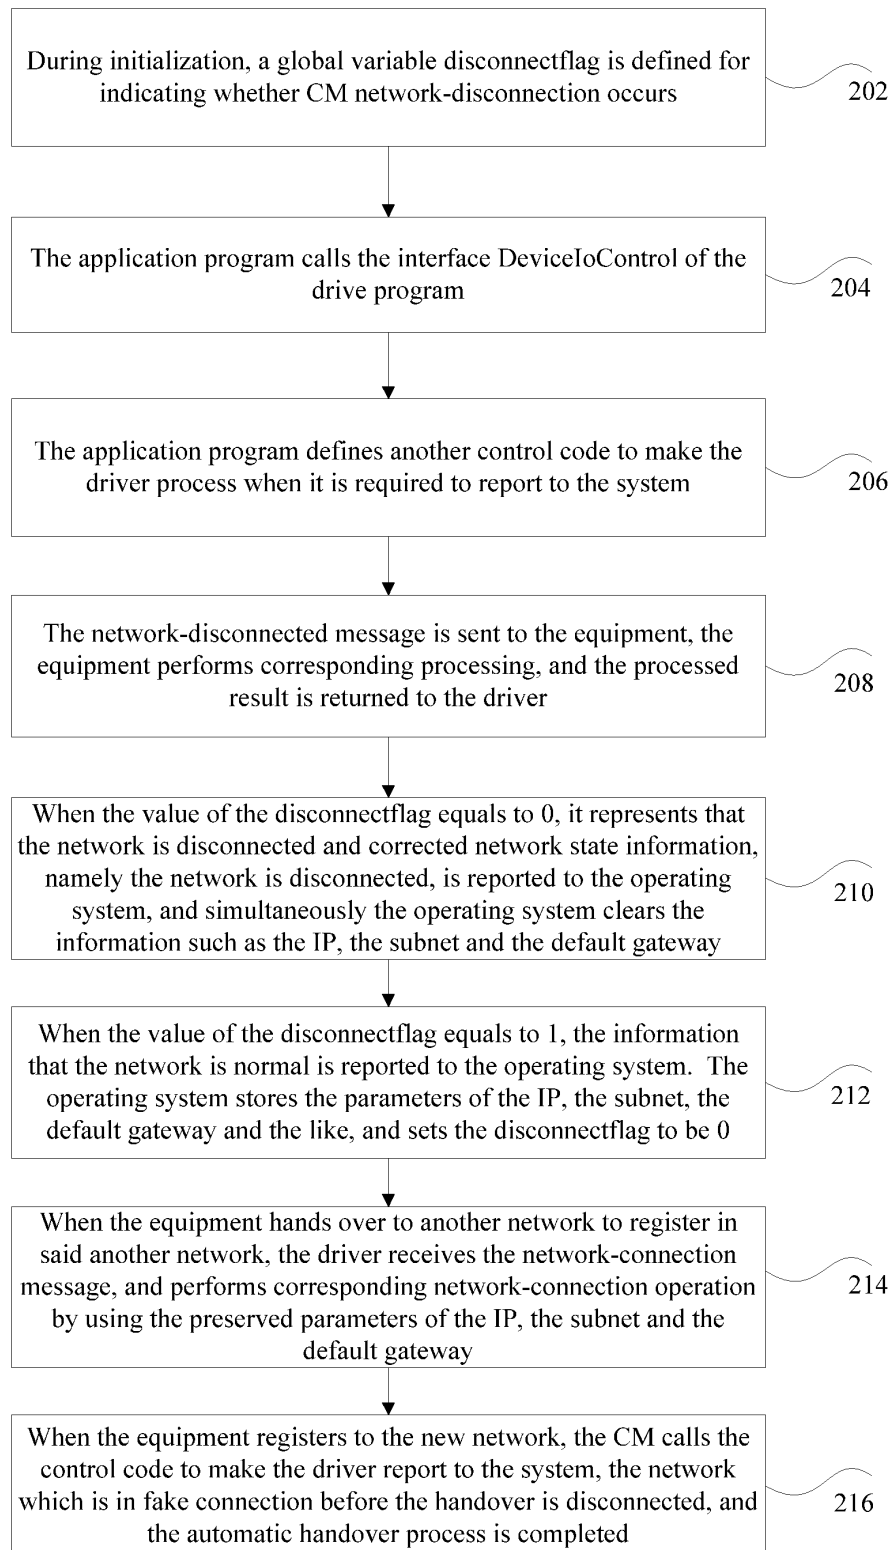 During initialization, a global variable disconnectflag is defined for
indicating whether CM network-disconnection occurs
202
The application program calls the interface DeviceIoControl of the
drive program
204
The application program defines another control code to make the
driver process when it is required to report to the system
206
The network-disconnected message is sent to the equipment, the
equipment performs corresponding processing, and the processed
result is returned to the driver
208
When the value of the disconnectflag equals to 0, it represents that
the network is disconnected and corrected network state information,
namely the network is disconnected, is reported to the operating
system, and simultaneously the operating system clears the
information such as the IP, the subnet and the default gateway
210
When the value of the disconnectflag equals to 1, the information
that the network is normal is reported to the operating system.  The
operating system stores the parameters of the IP, the subnet, the
default gateway and the like, and sets the disconnectflag to be 0
212
When the equipment hands over to another network to register in
said another network, the driver receives the network-connection
message, and performs corresponding network-connection operation
by using the preserved parameters of the IP, the subnet and the
default gateway
214
When the equipment registers to the new network, the CM calls the
control code to make the driver report to the system, the network
which is in fake connection before the handover is disconnected, and
the automatic handover process is completed
216